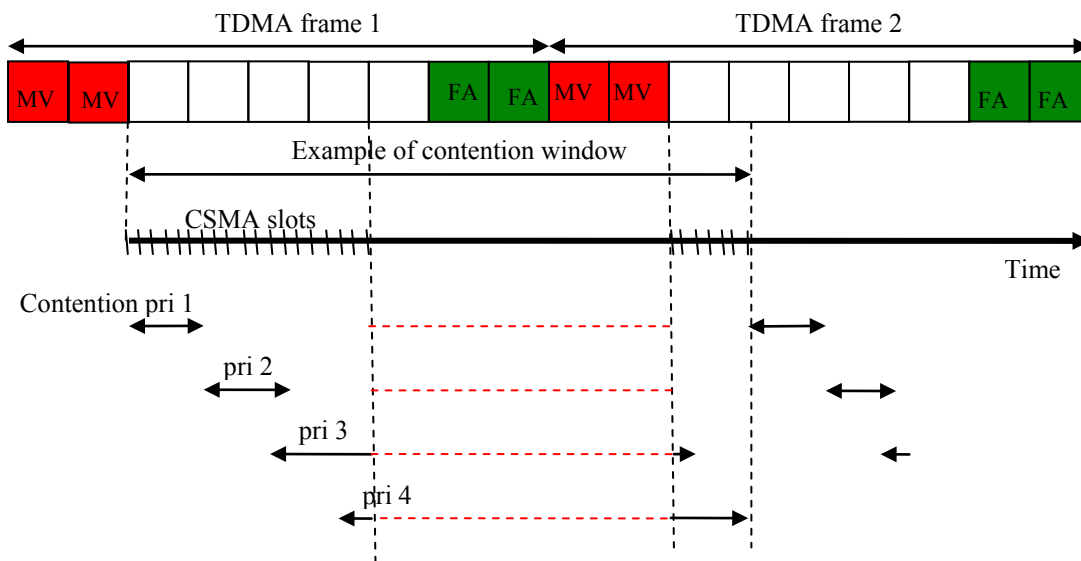 TDMA frame 1 TDMA frame 2
MV MV FA FA MV MV FA FA
Example of contention window
CSMA slots
Time
Contention pri 1
pri 2
pri 3
pri 4